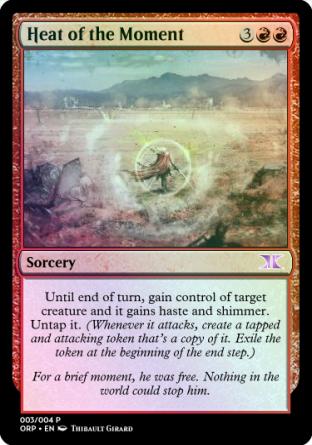 Heat of the Moment 3
Sorcery
Until end of turn, gain control of target
creature and it gains haste and shimmer.
Untap it. (Whenever it attacks, create a tapped
and attacking token that's a copy of it. Exile the
token at the beginning of the end step.)
For a brief moment, he was free. Nothing in the
world could stop him.
003/004 P
ORP • EN Thibault Girard